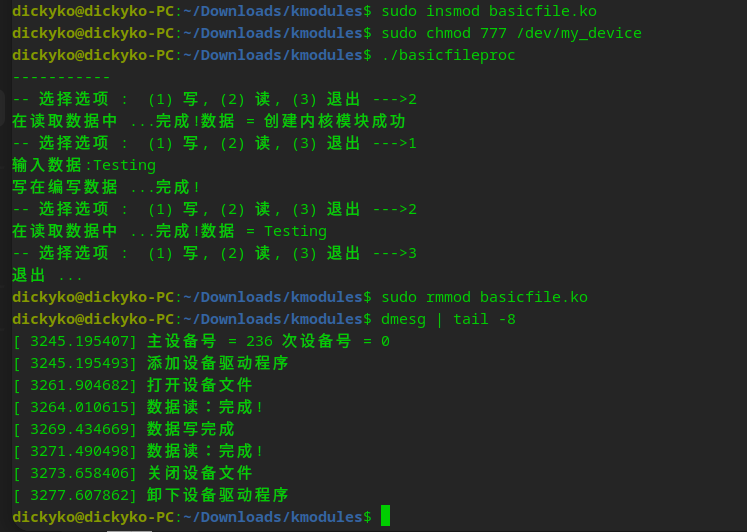 dickyko@dickyko-PC:~/Downloads/kmodules$ sudo insmod basicfile.ko
dickyko@dickyko-PC:~/Downloads/kmodules$ sudo chmod 777 /dev/my_device
dickyko@dickyko-PC:~/Downloads/kmodules$ ./basicfileproc
-----------
-- 选择选项 : (1) 写, (2) 读, (3) 退出 --->2
在读取数据中 ...完成!数据 = 创建内核模块成功
-- 选择选项 : (1) 写, (2) 读, (3) 退出 --->1
输入数据:Testing
写在编写数据 ...完成!
-- 选择选项 : (1) 写, (2) 读, (3) 退出 --->2
在读取数据中 ...完成!数据 = Testing
-- 选择选项 : (1) 写, (2) 读, (3) 退出 --->3
退出 ...
dickyko@dickyko-PC:~/Downloads/kmodules$ sudo rmmod basicfile.ko
dickyko@dickyko-PC:~/Downloads/kmodules$ dmesg | tail -8
[ 3245.195407] 主设备号 = 236 次设备号 = 0
[ 3245.195493] 添加设备驱动程序
[ 3261.904682] 打开设备文件
[ 3264.010615] 数据读：完成!
[ 3269.434669] 数据写完成
[ 3271.490498] 数据读：完成!
[ 3273.658406] 关闭设备文件
[ 3277.607862] 卸下设备驱动程序
dickyko@dickyko-PC:~/Downloads/kmodules$